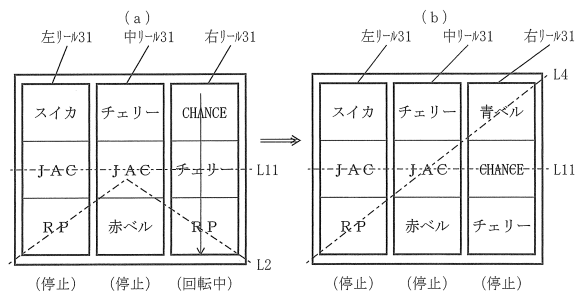 (a)
左ﾘｰﾙ31 中ﾘｰﾙ31 右ﾘｰﾙ31
スイカ チェリー CHANCE
JAC JAC チェリー L11
RP 赤ベル RP
L2
(停止) (停止) (回転中)
(b)
左ﾘｰﾙ31 中ﾘｰﾙ31 右ﾘｰﾙ31
L4
スイカ チェリー 青ベル
JAC JAC CHANCE L11
RP 赤ベル チェリー
(停止) (停止) (停止)